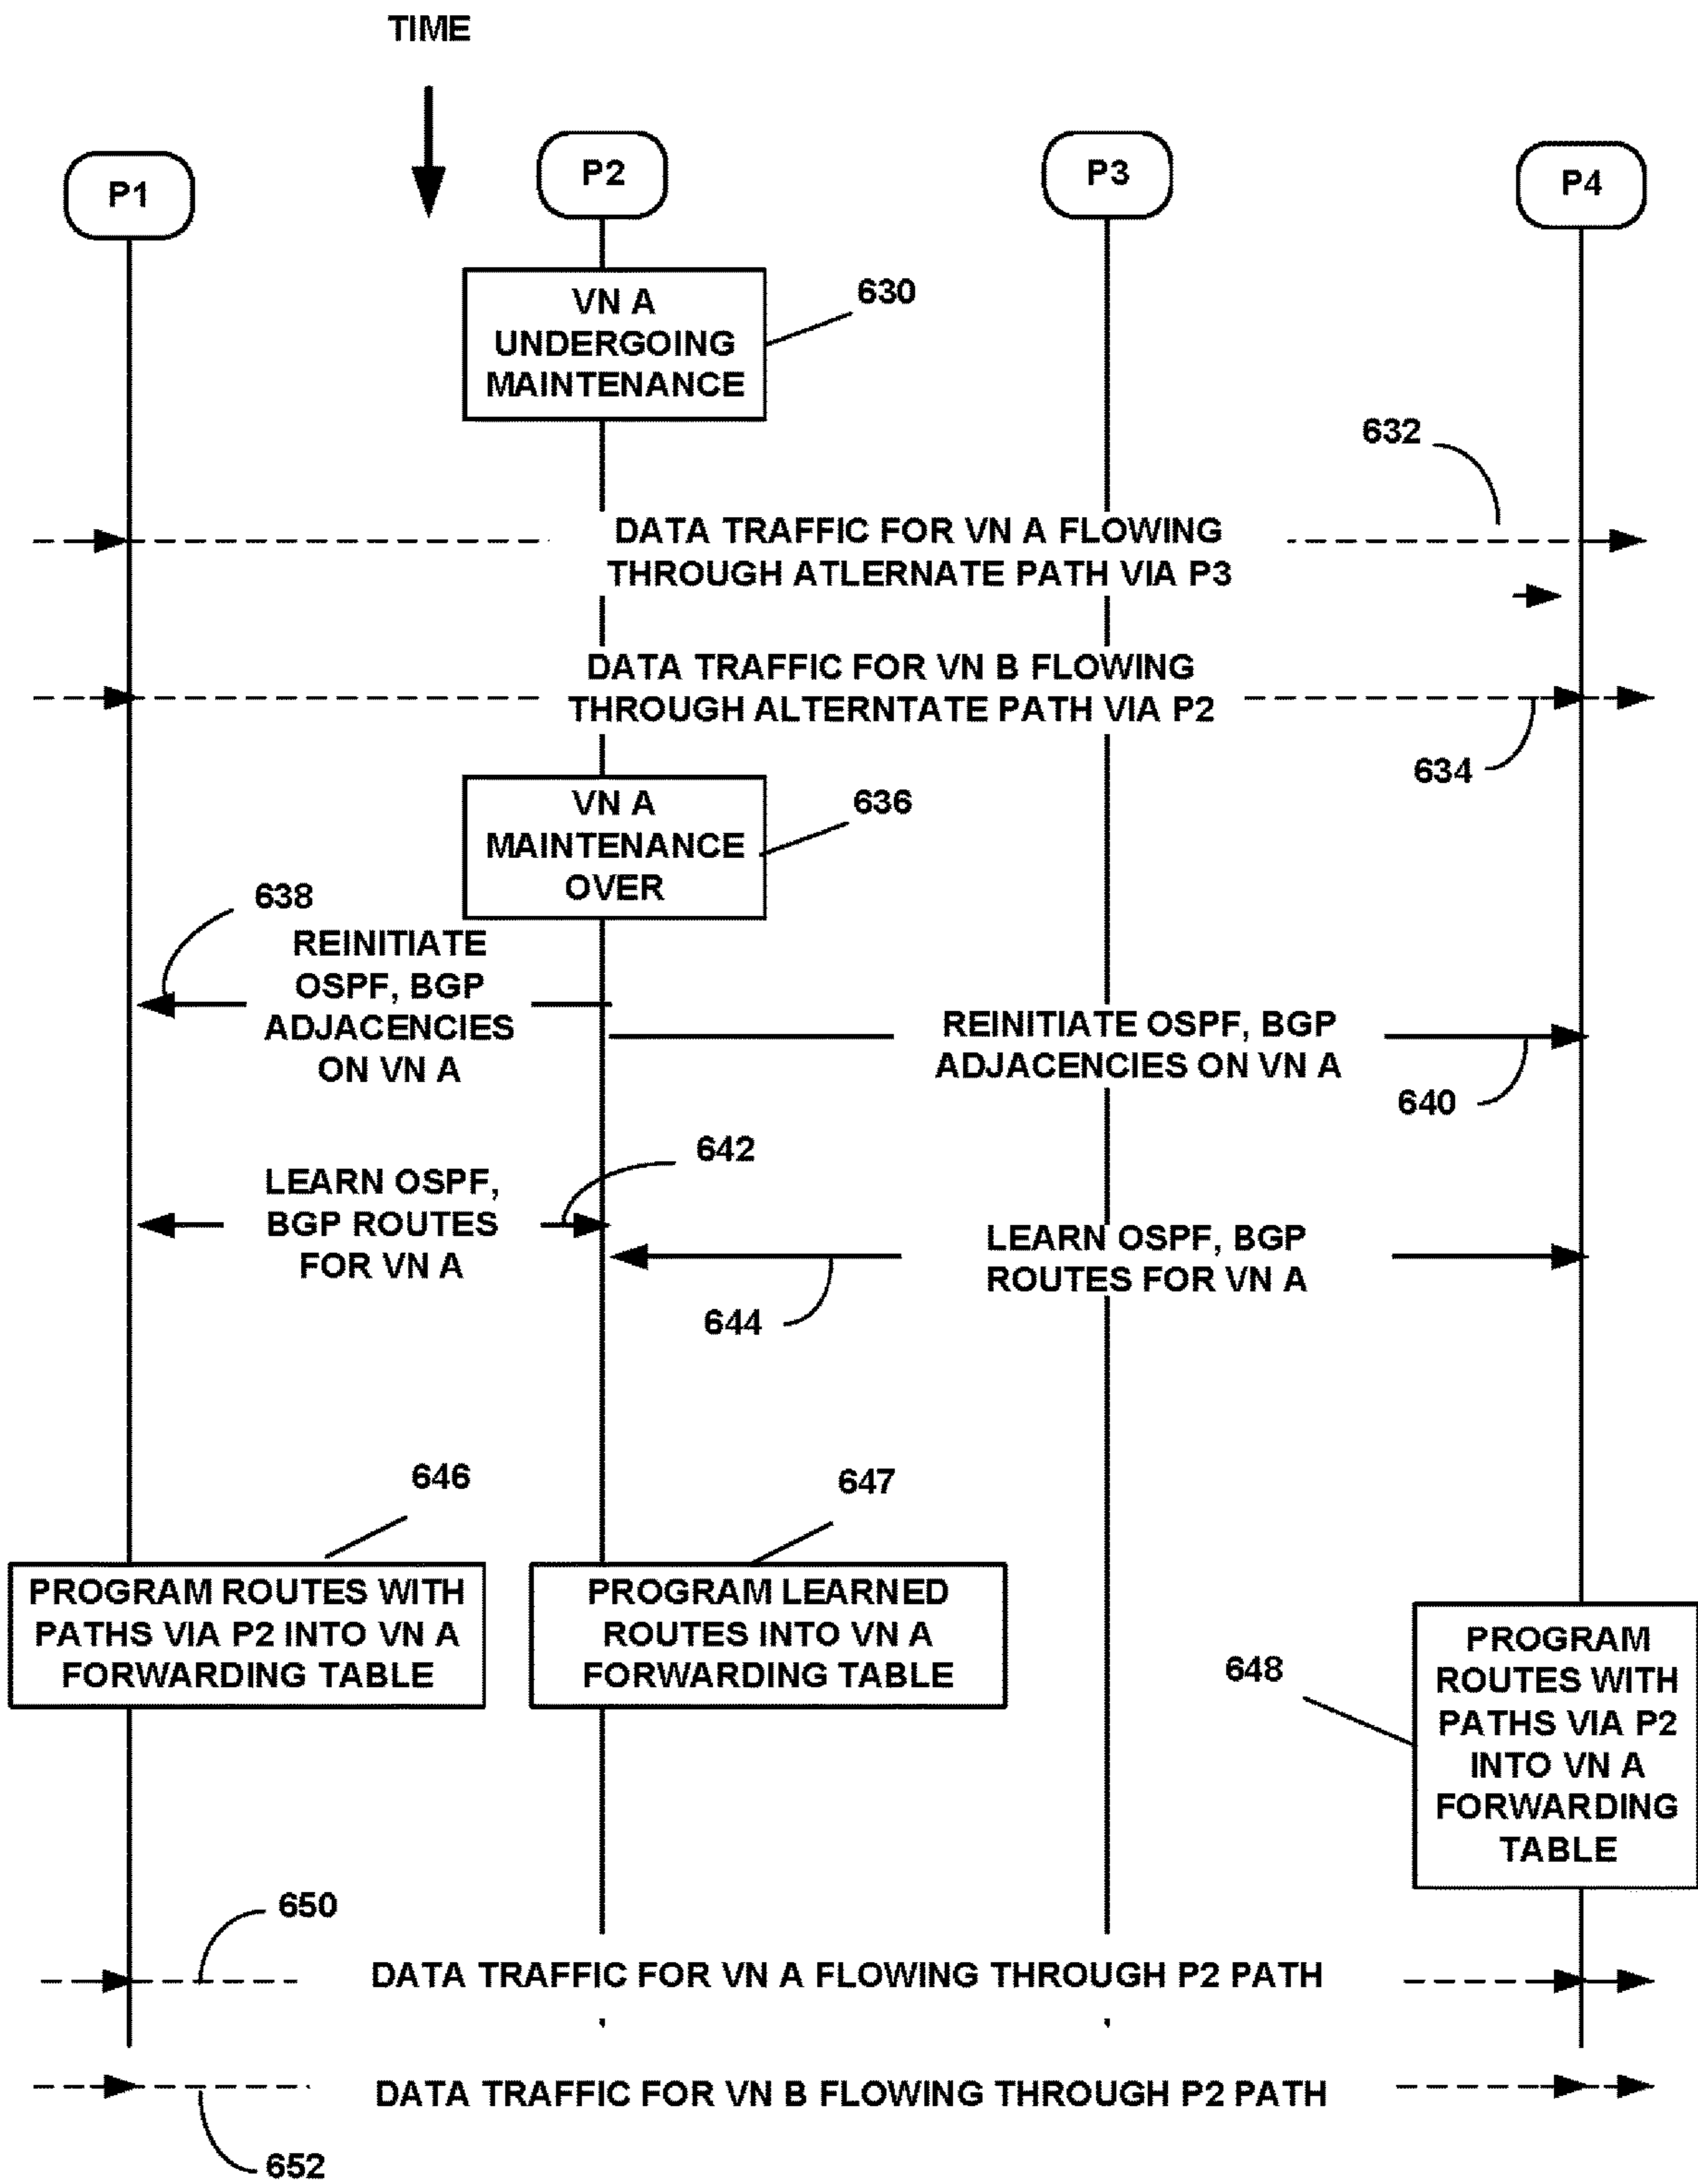 TIME
P1
P2
P3
P4
VN A
UNDERGOING
MAINTENANCE
630
632
DATA TRAFFIC FOR VN A FLOWING
THROUGH ATLERNATE PATH VIA P3
DATA TRAFFIC FOR VN B FLOWING
THROUGH ALTERNTATE PATH VIA P2
634
VN A
MAINTENANCE
OVER
636
638
REINITIATE
OSPF, BGP
ADJACENCIES
ON VN A
REINITIATE OSPF, BGP
ADJACENCIES ON VN A
640
642
LEARN OSPF,
BGP ROUTES
FOR VN A
LEARN OSPF, BGP
ROUTES FOR VN A
644
646
647
PROGRAM ROUTES WITH
PATHS VIA P2 INTO VN A
FORWARDING TABLE
PROGRAM LEARNED
ROUTES INTO VN A
FORWARDING TABLE
648
PROGRAM
ROUTES WITH
PATHS VIA P2
INTO VN A
FORWARDING
TABLE
650
DATA TRAFFIC FOR VN A FLOWING THROUGH P2 PATH
DATA TRAFFIC FOR VN B FLOWING THROUGH P2 PATH
652